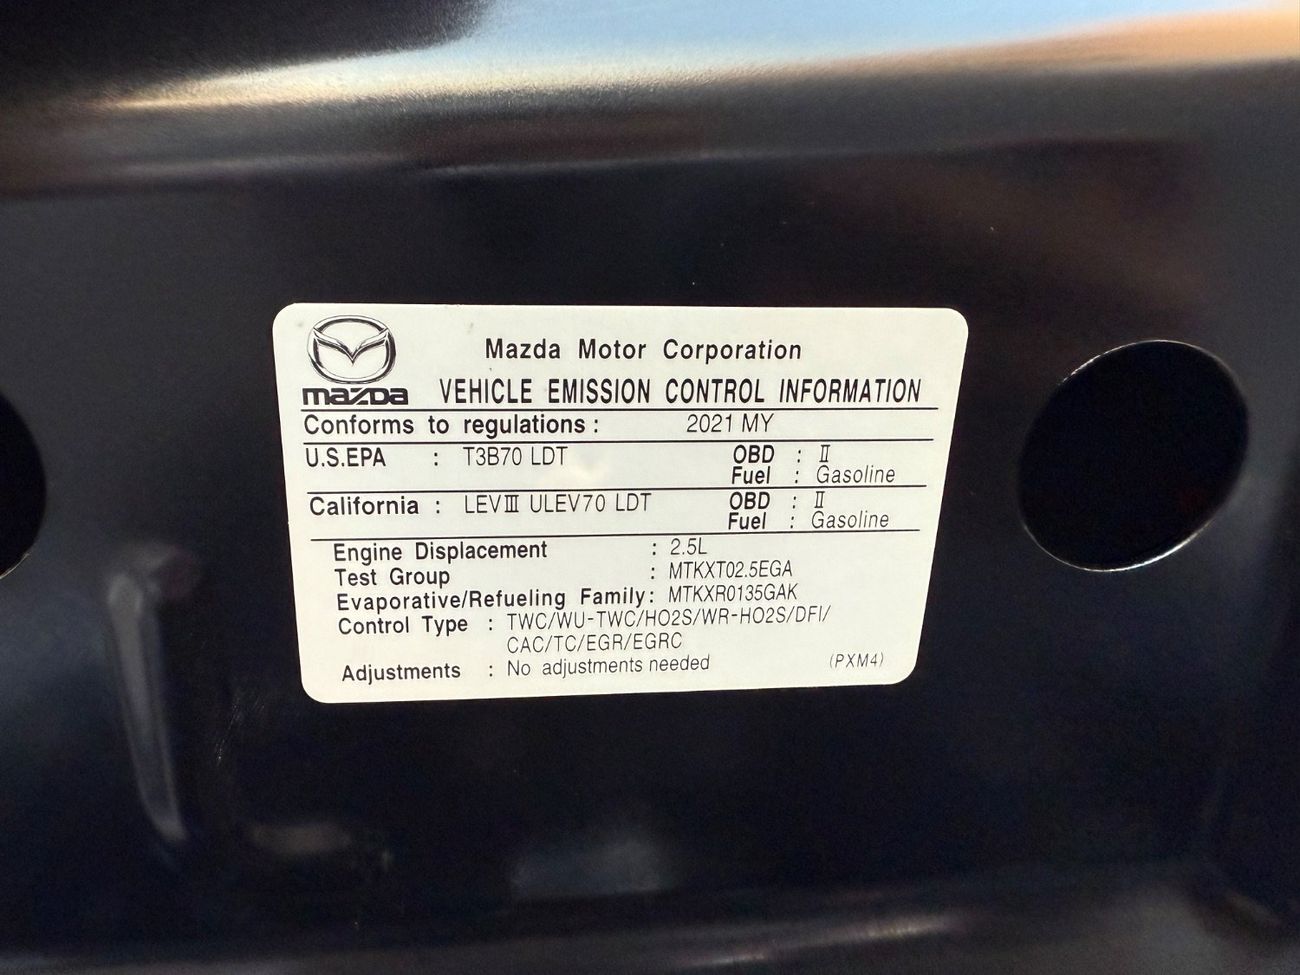 Mazda Motor Corporation
mazda VEHICLE EMISSION CONTROL INFORMATION
Conforms to regulations : 2021 MY
U.S.EPA : T3B70 LDT OBD : Ⅱ
Fuel : Gasoline
California : LEVⅢ ULEV70 LDT OBD : Ⅱ
Fuel : Gasoline
Engine Displacement : 2.5L
Test Group : MTKXT02.5EGA
Evaporative/Refueling Family : MTKXR0135GAK
Control Type : TWC/WU-TWC/HO2S/WR-HO2S/DFI/
CAC/TC/EGR/EGRC
Adjustments : No adjustments needed (PXM4)